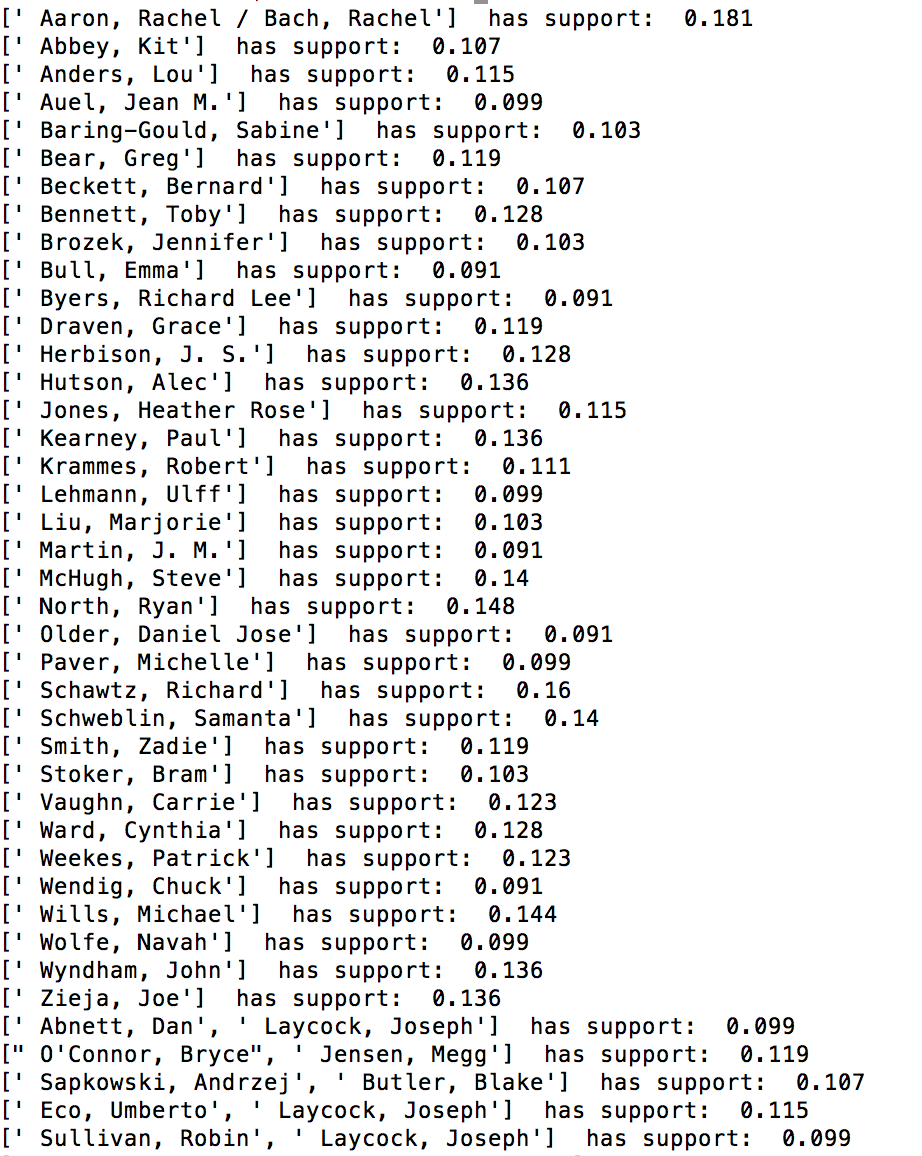 [' Aaron, Rachel / Bach, Rachel']  has support:  0.181
[' Abbey, Kit']  has support:  0.107
[' Anders, Lou']  has support:  0.115
[' Auel, Jean M.']  has support:  0.099
[' Baring-Gould, Sabine']  has support:  0.103
[' Bear, Greg']  has support:  0.119
[' Beckett, Bernard']  has support:  0.107
[' Bennett, Toby']  has support:  0.128
[' Brozek, Jennifer']  has support:  0.103
[' Bull, Emma']  has support:  0.091
[' Byers, Richard Lee']  has support:  0.091
[' Draven, Grace']  has support:  0.119
[' Herbison, J. S.']  has support:  0.128
[' Hutson, Alec']  has support:  0.136
[' Jones, Heather Rose']  has support:  0.115
[' Kearney, Paul']  has support:  0.136
[' Krammes, Robert']  has support:  0.111
[' Lehmann, Ulff']  has support:  0.099
[' Liu, Marjorie']  has support:  0.103
[' Martin, J. M.']  has support:  0.091
[' McHugh, Steve']  has support:  0.14
[' North, Ryan']  has support:  0.148
[' Older, Daniel Jose']  has support:  0.091
[' Paver, Michelle']  has support:  0.099
[' Schawtz, Richard']  has support:  0.16
[' Schweblin, Samanta']  has support:  0.14
[' Smith, Zadie']  has support:  0.119
[' Stoker, Bram']  has support:  0.103
[' Vaughn, Carrie']  has support:  0.123
[' Ward, Cynthia']  has support:  0.128
[' Weekes, Patrick']  has support:  0.123
[' Wendig, Chuck']  has support:  0.091
[' Wills, Michael']  has support:  0.144
[' Wolfe, Navah']  has support:  0.099
[' Wyndham, John']  has support:  0.136
[' Zieja, Joe']  has support:  0.136
[' Abnett, Dan', ' Laycock, Joseph']  has support:  0.099
[" O'Connor, Bryce", ' Jensen, Megg']  has support:  0.119
[' Sapkowski, Andrzej', ' Butler, Blake']  has support:  0.107
[' Eco, Umberto', ' Laycock, Joseph']  has support:  0.115
[' Sullivan, Robin', ' Laycock, Joseph']  has support:  0.099